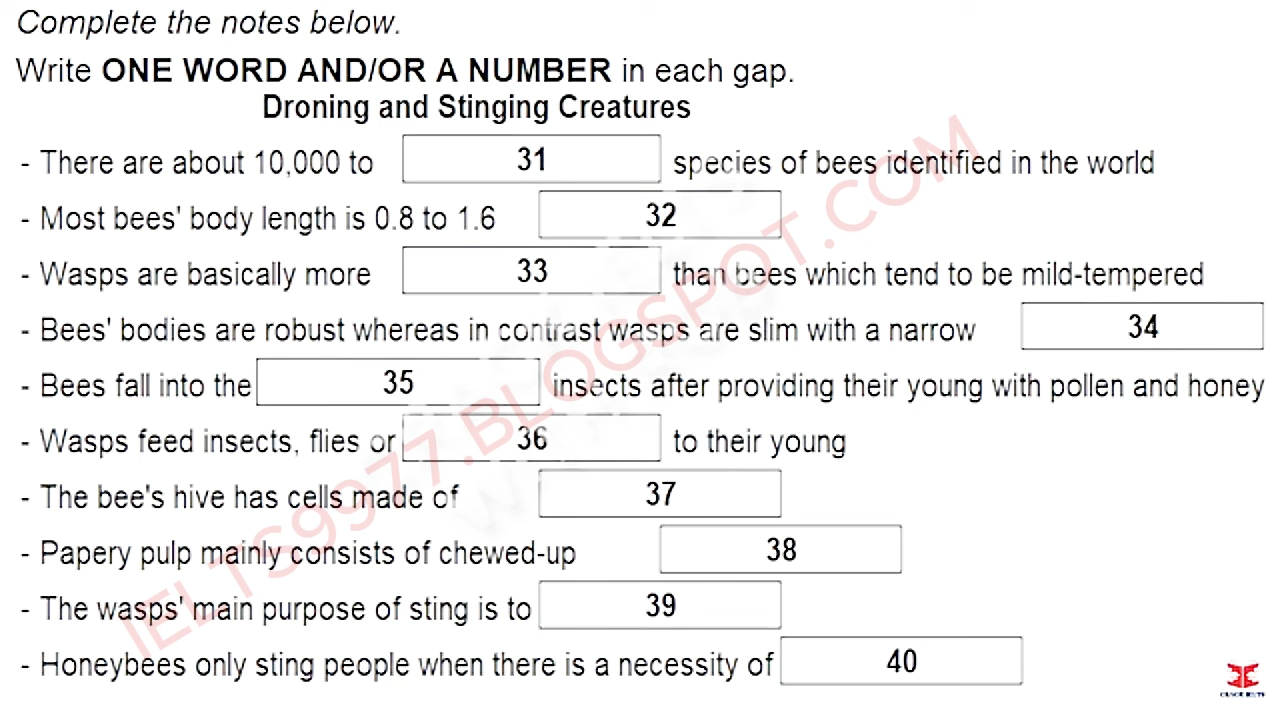 Complete the notes below.
Write ONE WORD AND/OR A NUMBER in each gap.
Droning and Stinging Creatures
- There are about 10,000 to 31 species of bees identified in the world
- Most bees' body length is 0.8 to 1.6 32
- Wasps are basically more 33 than bees which tend to be mild-tempered
- Bees' bodies are robust whereas in contrast wasps are slim with a narrow 34
- Bees fall into the 35 insects after providing their young with pollen and honey
- Wasps feed insects, flies or 36 to their young
- The bee's hive has cells made of 37
- Papery pulp mainly consists of chewed-up 38
- The wasps' main purpose of sting is to 39
- Honeybees only sting people when there is a necessity of 40
IELTS9977.BLOGSPOT.COM